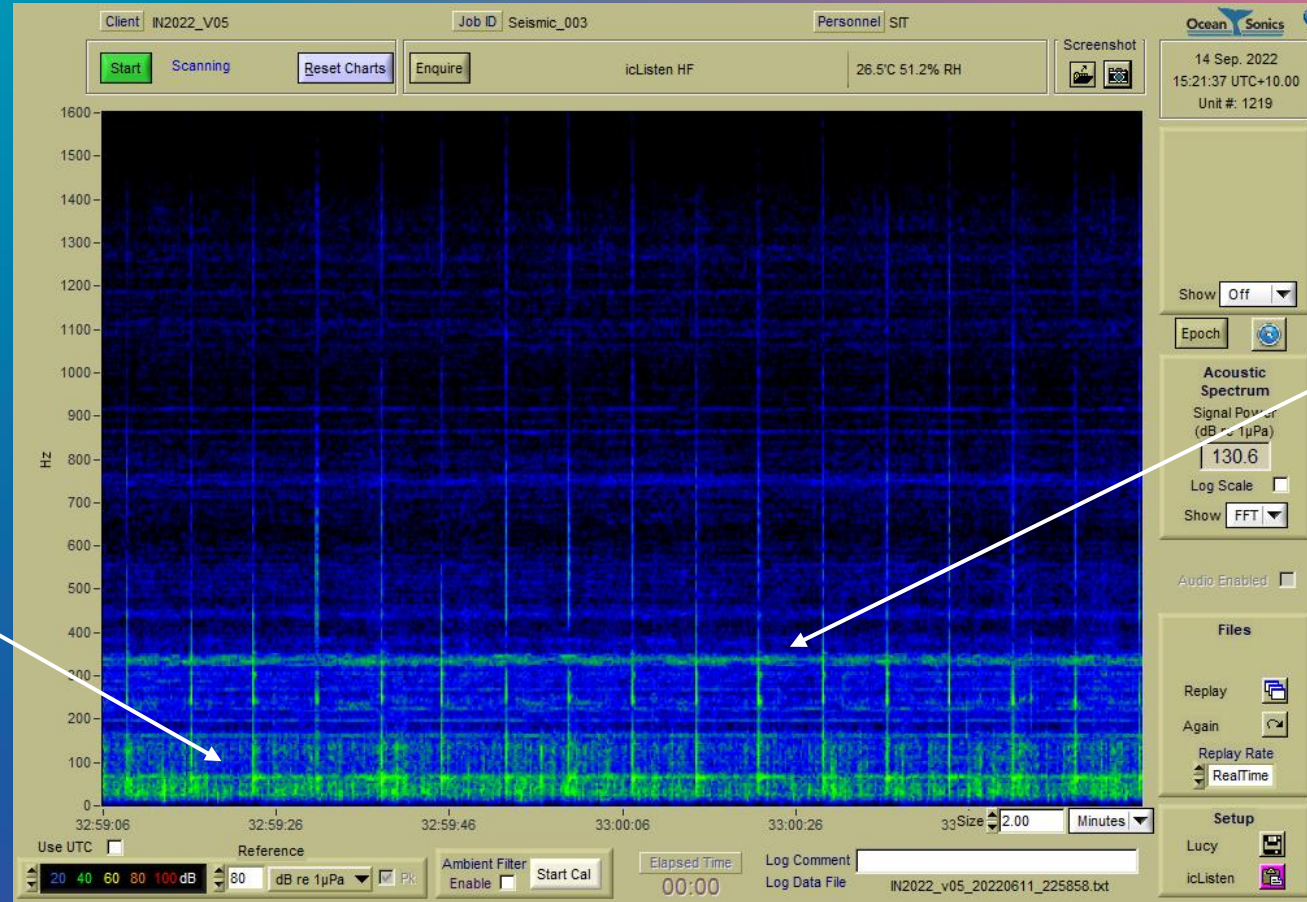 Client IN2022_V05 Job ID Seismic_003 Personnel SIT
Ocean Sonics
Start Scanning Reset Charts Enquire icListen HF 26.5'C 51.2% RH Screenshot
14 Sep. 2022
15:21:37 UTC+10.00
Unit #: 1219
1600
1500
1400
1300
1200
1100
1000
900
800
700
600
500
400
300
200
100
0
Hz
32:59:06 32:59:26 32:59:46 33:00:06 33:00:26 33
Size 2.00 Minutes
Show Off
Epoch
Acoustic
Spectrum
Signal Power
(dB re 1µPa)
130.6
Log Scale
Show FFT
Audio Enabled
Files
Replay
Again
Replay Rate
RealTime
Setup
Lucy
icListen
Use UTC
Reference
20 40 60 80 100 dB 80 dB re 1µPa Pk
Ambient Filter
Enable Start Cal
Elapsed Time
00:00
Log Comment
Log Data File IN2022_v05_20220611_225858.txt